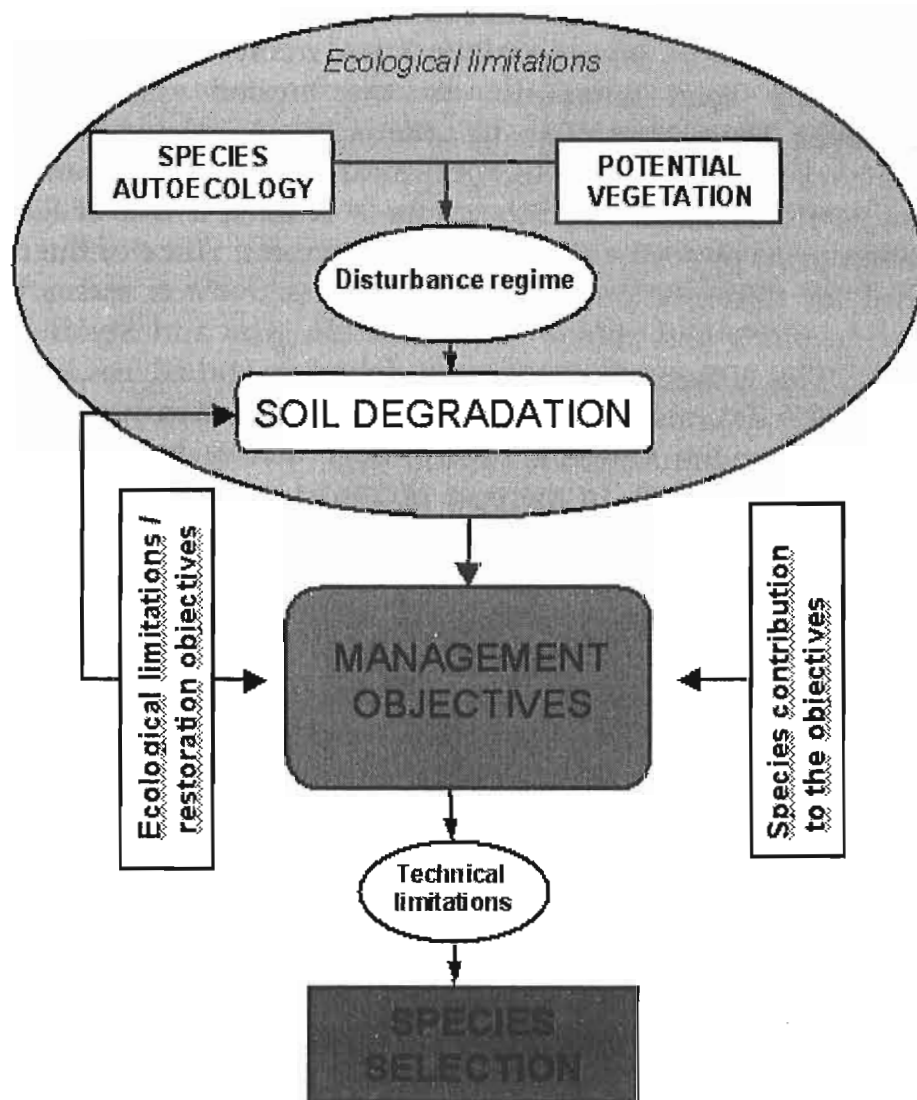 Ecological limitations
SPECIES
AUTOECOLOGY
POTENTIAL
VEGETATION
Disturbance regime
SOIL DEGRADATION
Ecological limitations /
restoration objectives
MANAGEMENT
OBJECTIVES
Species contribution
to the objectives
Technical
limitations
SPECIES
SELECTION